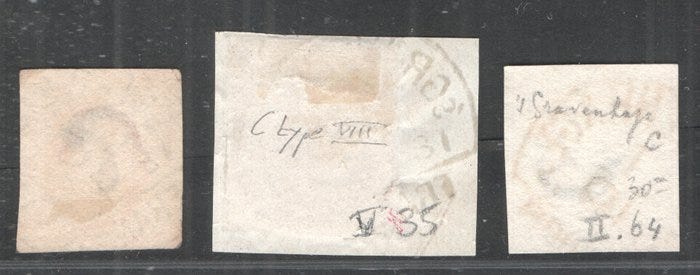 C type VIII
V 35
's Gravenhage
C
30=
II. 64